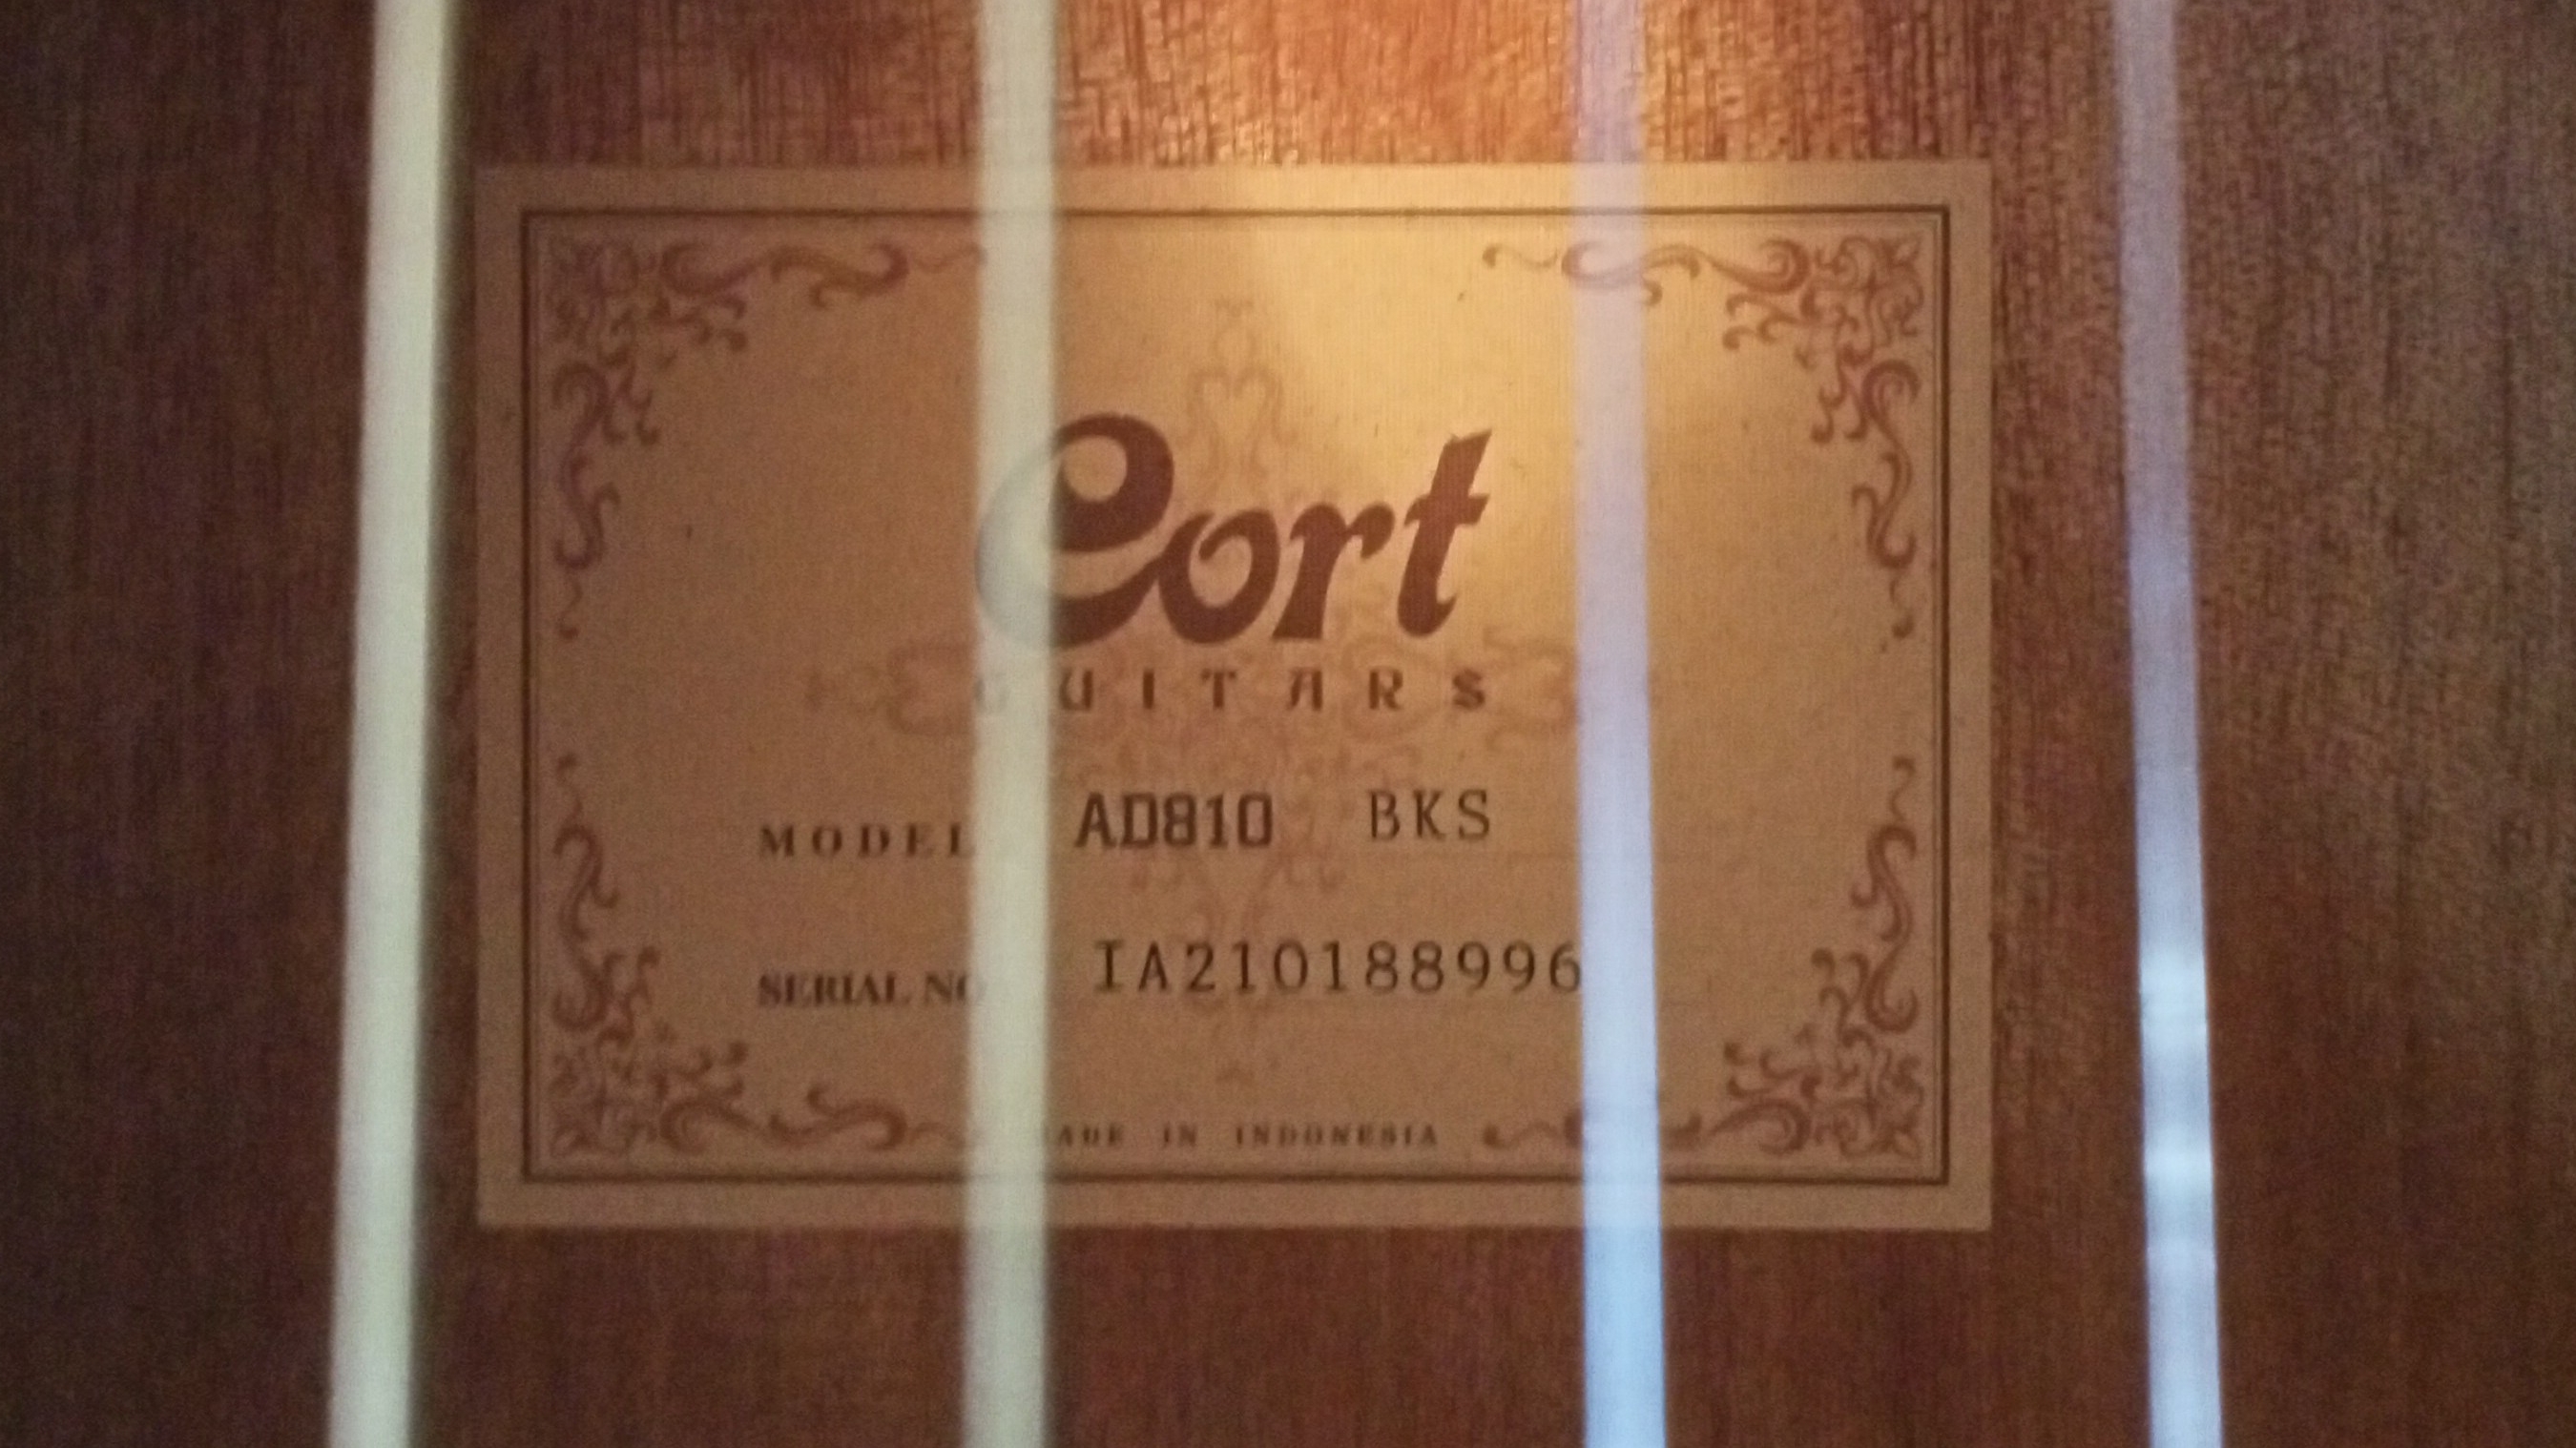 Cort
GUITARS
MODEL AD810 BKS
SERIAL NO IA210188996
MADE IN INDONESIA